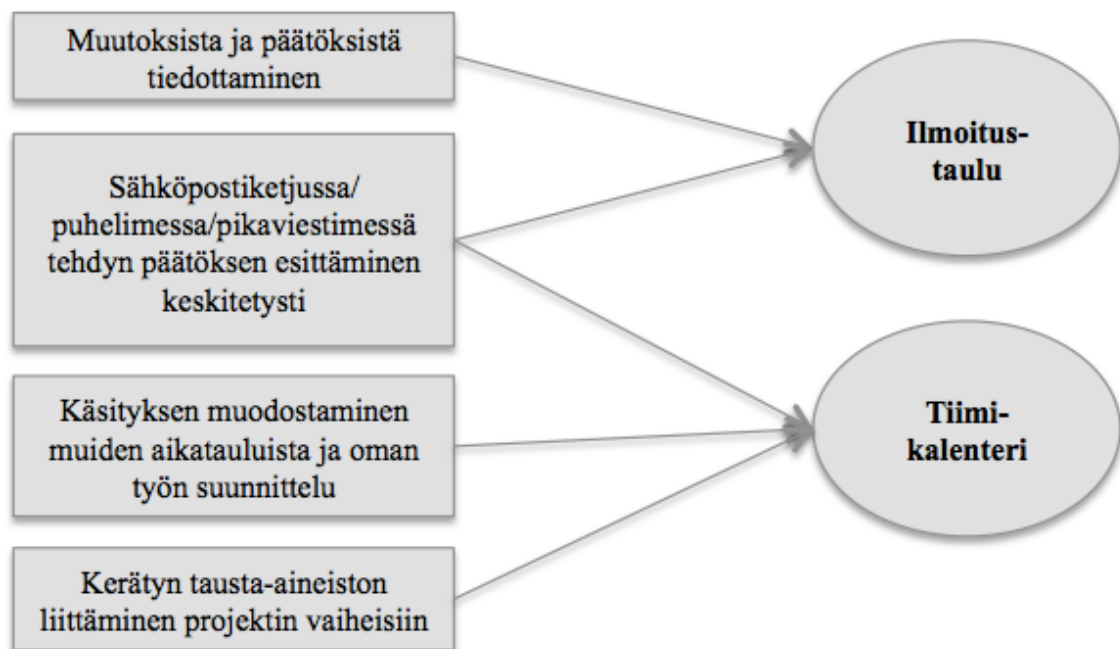 Muutoksista ja päätöksistä
tiedottaminen
Sähköpostiketjussa/
puhelimessa/pikaviestimessä
tehdyn päätöksen esittäminen
keskitetysti
Käsityksen muodostaminen
muiden aikatauluista ja oman
työn suunnittelu
Kerätyn tausta-aineiston
liittäminen projektin vaiheisiin
Ilmoitus-
taulu
Tiimi-
kalenteri